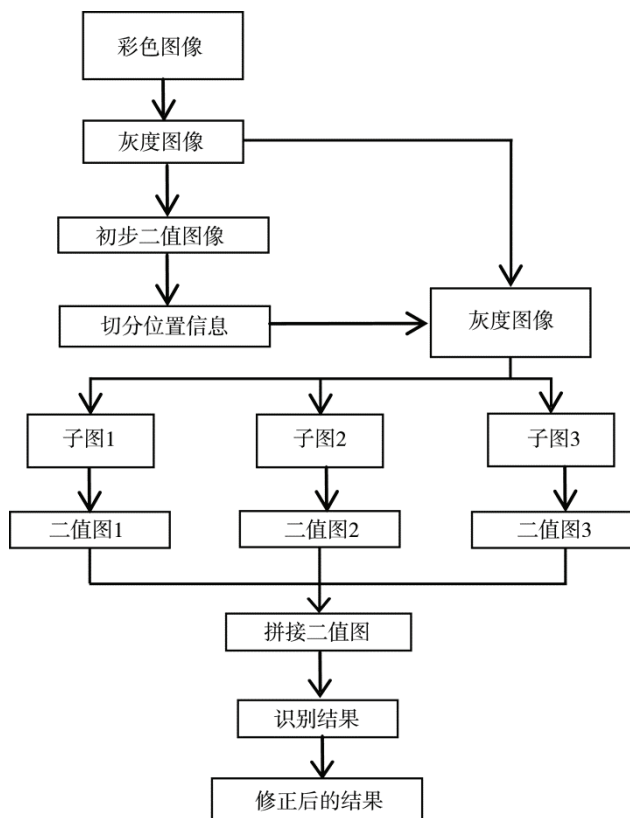 彩色图像
灰度图像
初步二值图像
切分位置信息
灰度图像
子图1
子图2
子图3
二值图1
二值图2
二值图3
拼接二值图
识别结果
修正后的结果